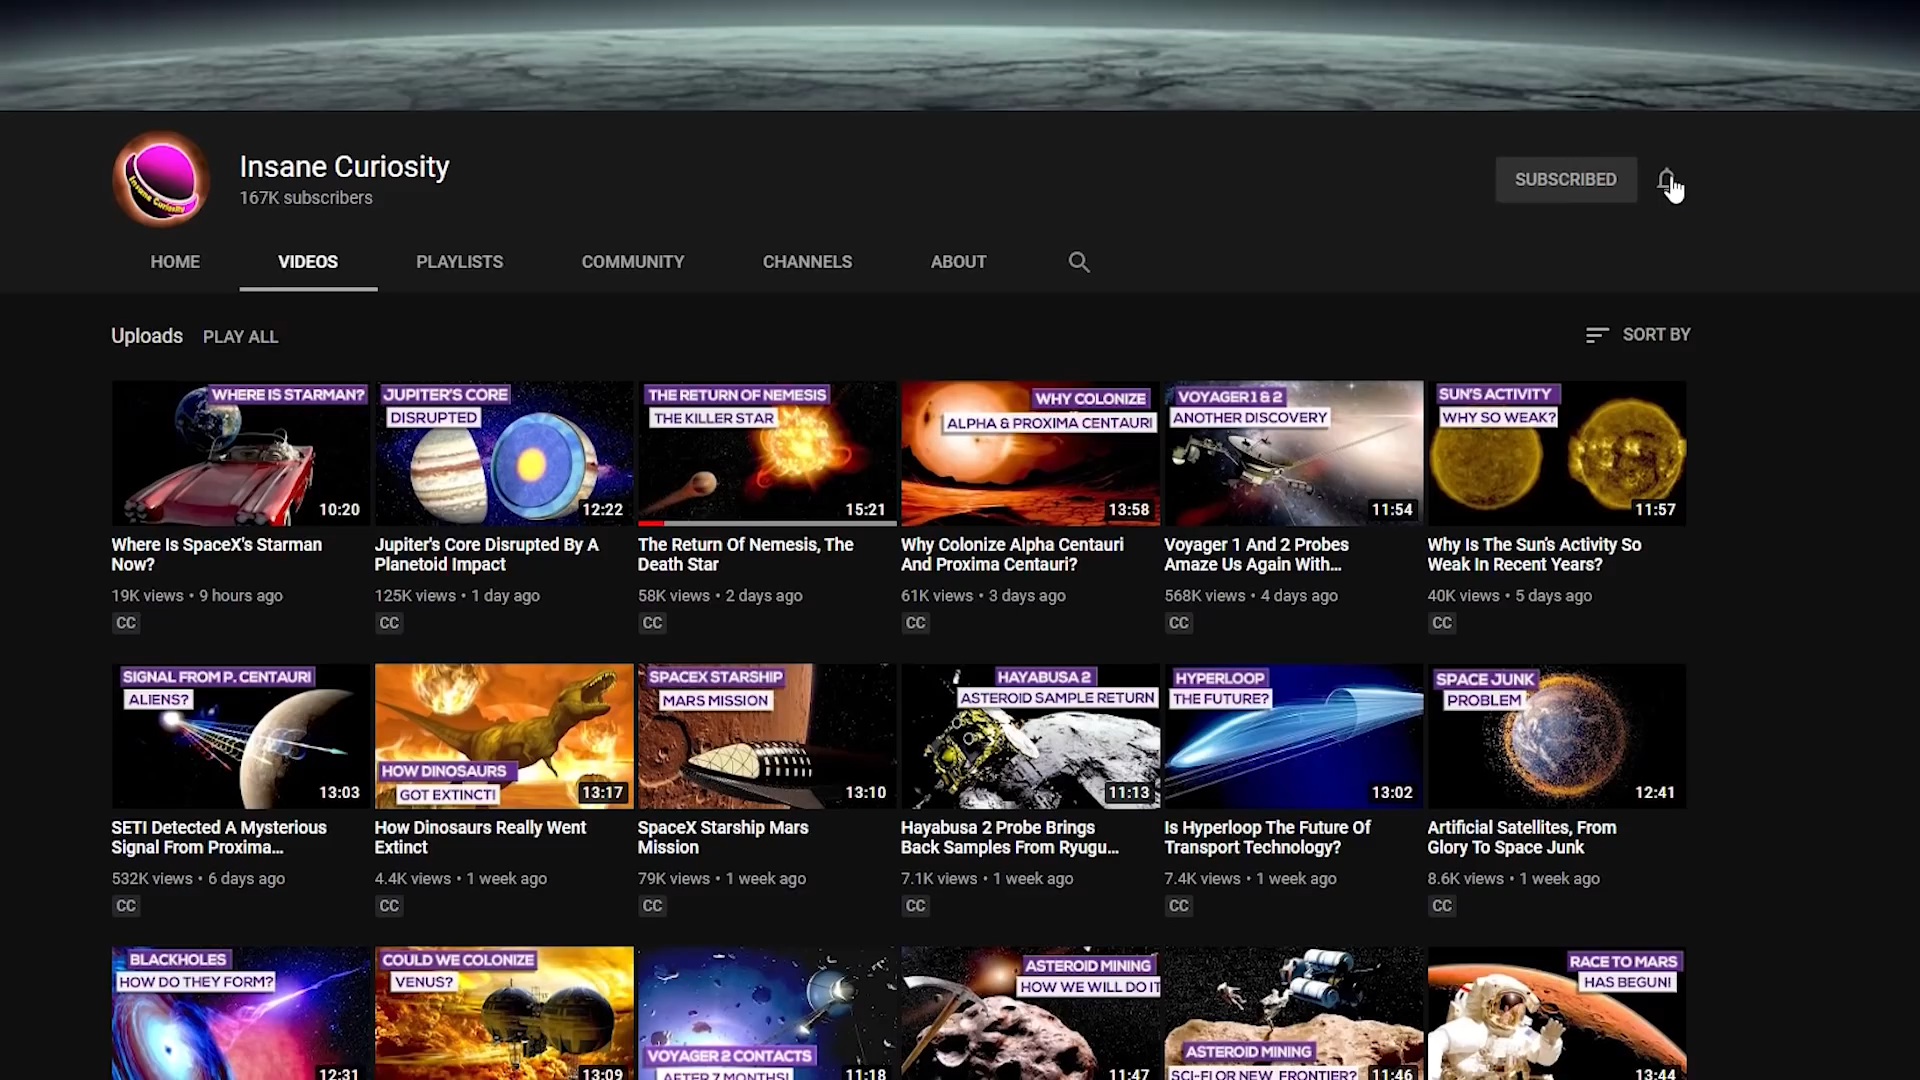 Insane Curiosity
Insane Curiosity
167K subscribers
SUBSCRIBED
HOME
VIDEOS
PLAYLISTS
COMMUNITY
CHANNELS
ABOUT
Uploads
PLAY ALL
SORT BY
WHERE IS STARMAN?
10:20
Where Is SpaceX's Starman
Now?
19K views • 9 hours ago
CC
JUPITER'S CORE
DISRUPTED
12:22
Jupiter's Core Disrupted By A
Planetoid Impact
125K views • 1 day ago
CC
THE RETURN OF NEMESIS
THE KILLER STAR
15:21
The Return Of Nemesis, The
Death Star
58K views • 2 days ago
CC
WHY COLONIZE
ALPHA & PROXIMA CENTAURI
13:58
Why Colonize Alpha Centauri
And Proxima Centauri?
61K views • 3 days ago
CC
VOYAGER 1 & 2
ANOTHER DISCOVERY
11:54
Voyager 1 And 2 Probes
Amaze Us Again With...
568K views • 4 days ago
CC
SUN'S ACTIVITY
WHY SO WEAK?
11:57
Why Is The Sun's Activity So
Weak In Recent Years?
40K views • 5 days ago
CC
SIGNAL FROM P. CENTAURI
ALIENS?
13:03
SETI Detected A Mysterious
Signal From Proxima...
532K views • 6 days ago
CC
HOW DINOSAURS
GOT EXTINCT!
13:17
How Dinosaurs Really Went
Extinct
4.4K views • 1 week ago
CC
SPACEX STARSHIP
MARS MISSION
13:10
SpaceX Starship Mars
Mission
79K views • 1 week ago
CC
HAYABUSA 2
ASTEROID SAMPLE RETURN
11:13
Hayabusa 2 Probe Brings
Back Samples From Ryugu...
7.1K views • 1 week ago
CC
HYPERLOOP
THE FUTURE?
13:02
Is Hyperloop The Future Of
Transport Technology?
7.4K views • 1 week ago
CC
SPACE JUNK
PROBLEM
12:41
Artificial Satellites, From
Glory To Space Junk
8.6K views • 1 week ago
CC
BLACKHOLES
HOW DO THEY FORM?
12:31
COULD WE COLONIZE
VENUS?
13:09
VOYAGER 2 CONTACTS
AFTER 7 MONTHS!
11:18
ASTEROID MINING
HOW WE WILL DO IT
11:47
ASTEROID MINING
SCI-FI OR NEW FRONTIER?
11:46
RACE TO MARS
HAS BEGUN!
13:44